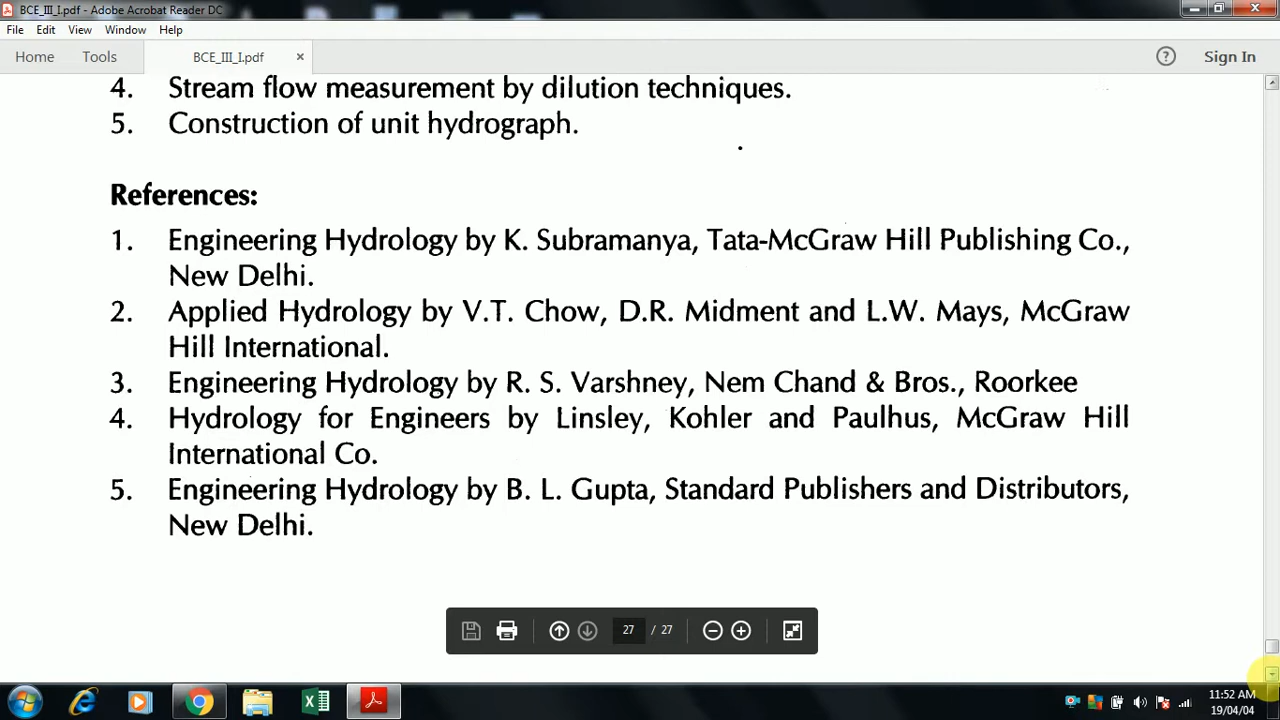 BCE_III_I.pdf - Adobe Acrobat Reader DC
File Edit View Window Help
Home Tools BCE_III_I.pdf × ? Sign In
4. Stream flow measurement by dilution techniques.
5. Construction of unit hydrograph.
References:
1. Engineering Hydrology by K. Subramanya, Tata-McGraw Hill Publishing Co.,
New Delhi.
2. Applied Hydrology by V.T. Chow, D.R. Midment and L.W. Mays, McGraw
Hill International.
3. Engineering Hydrology by R. S. Varshney, Nem Chand & Bros., Roorkee
4. Hydrology for Engineers by Linsley, Kohler and Paulhus, McGraw Hill
International Co.
5. Engineering Hydrology by B. L. Gupta, Standard Publishers and Distributors,
New Delhi.
27 / 27
11:52 AM
19/04/04